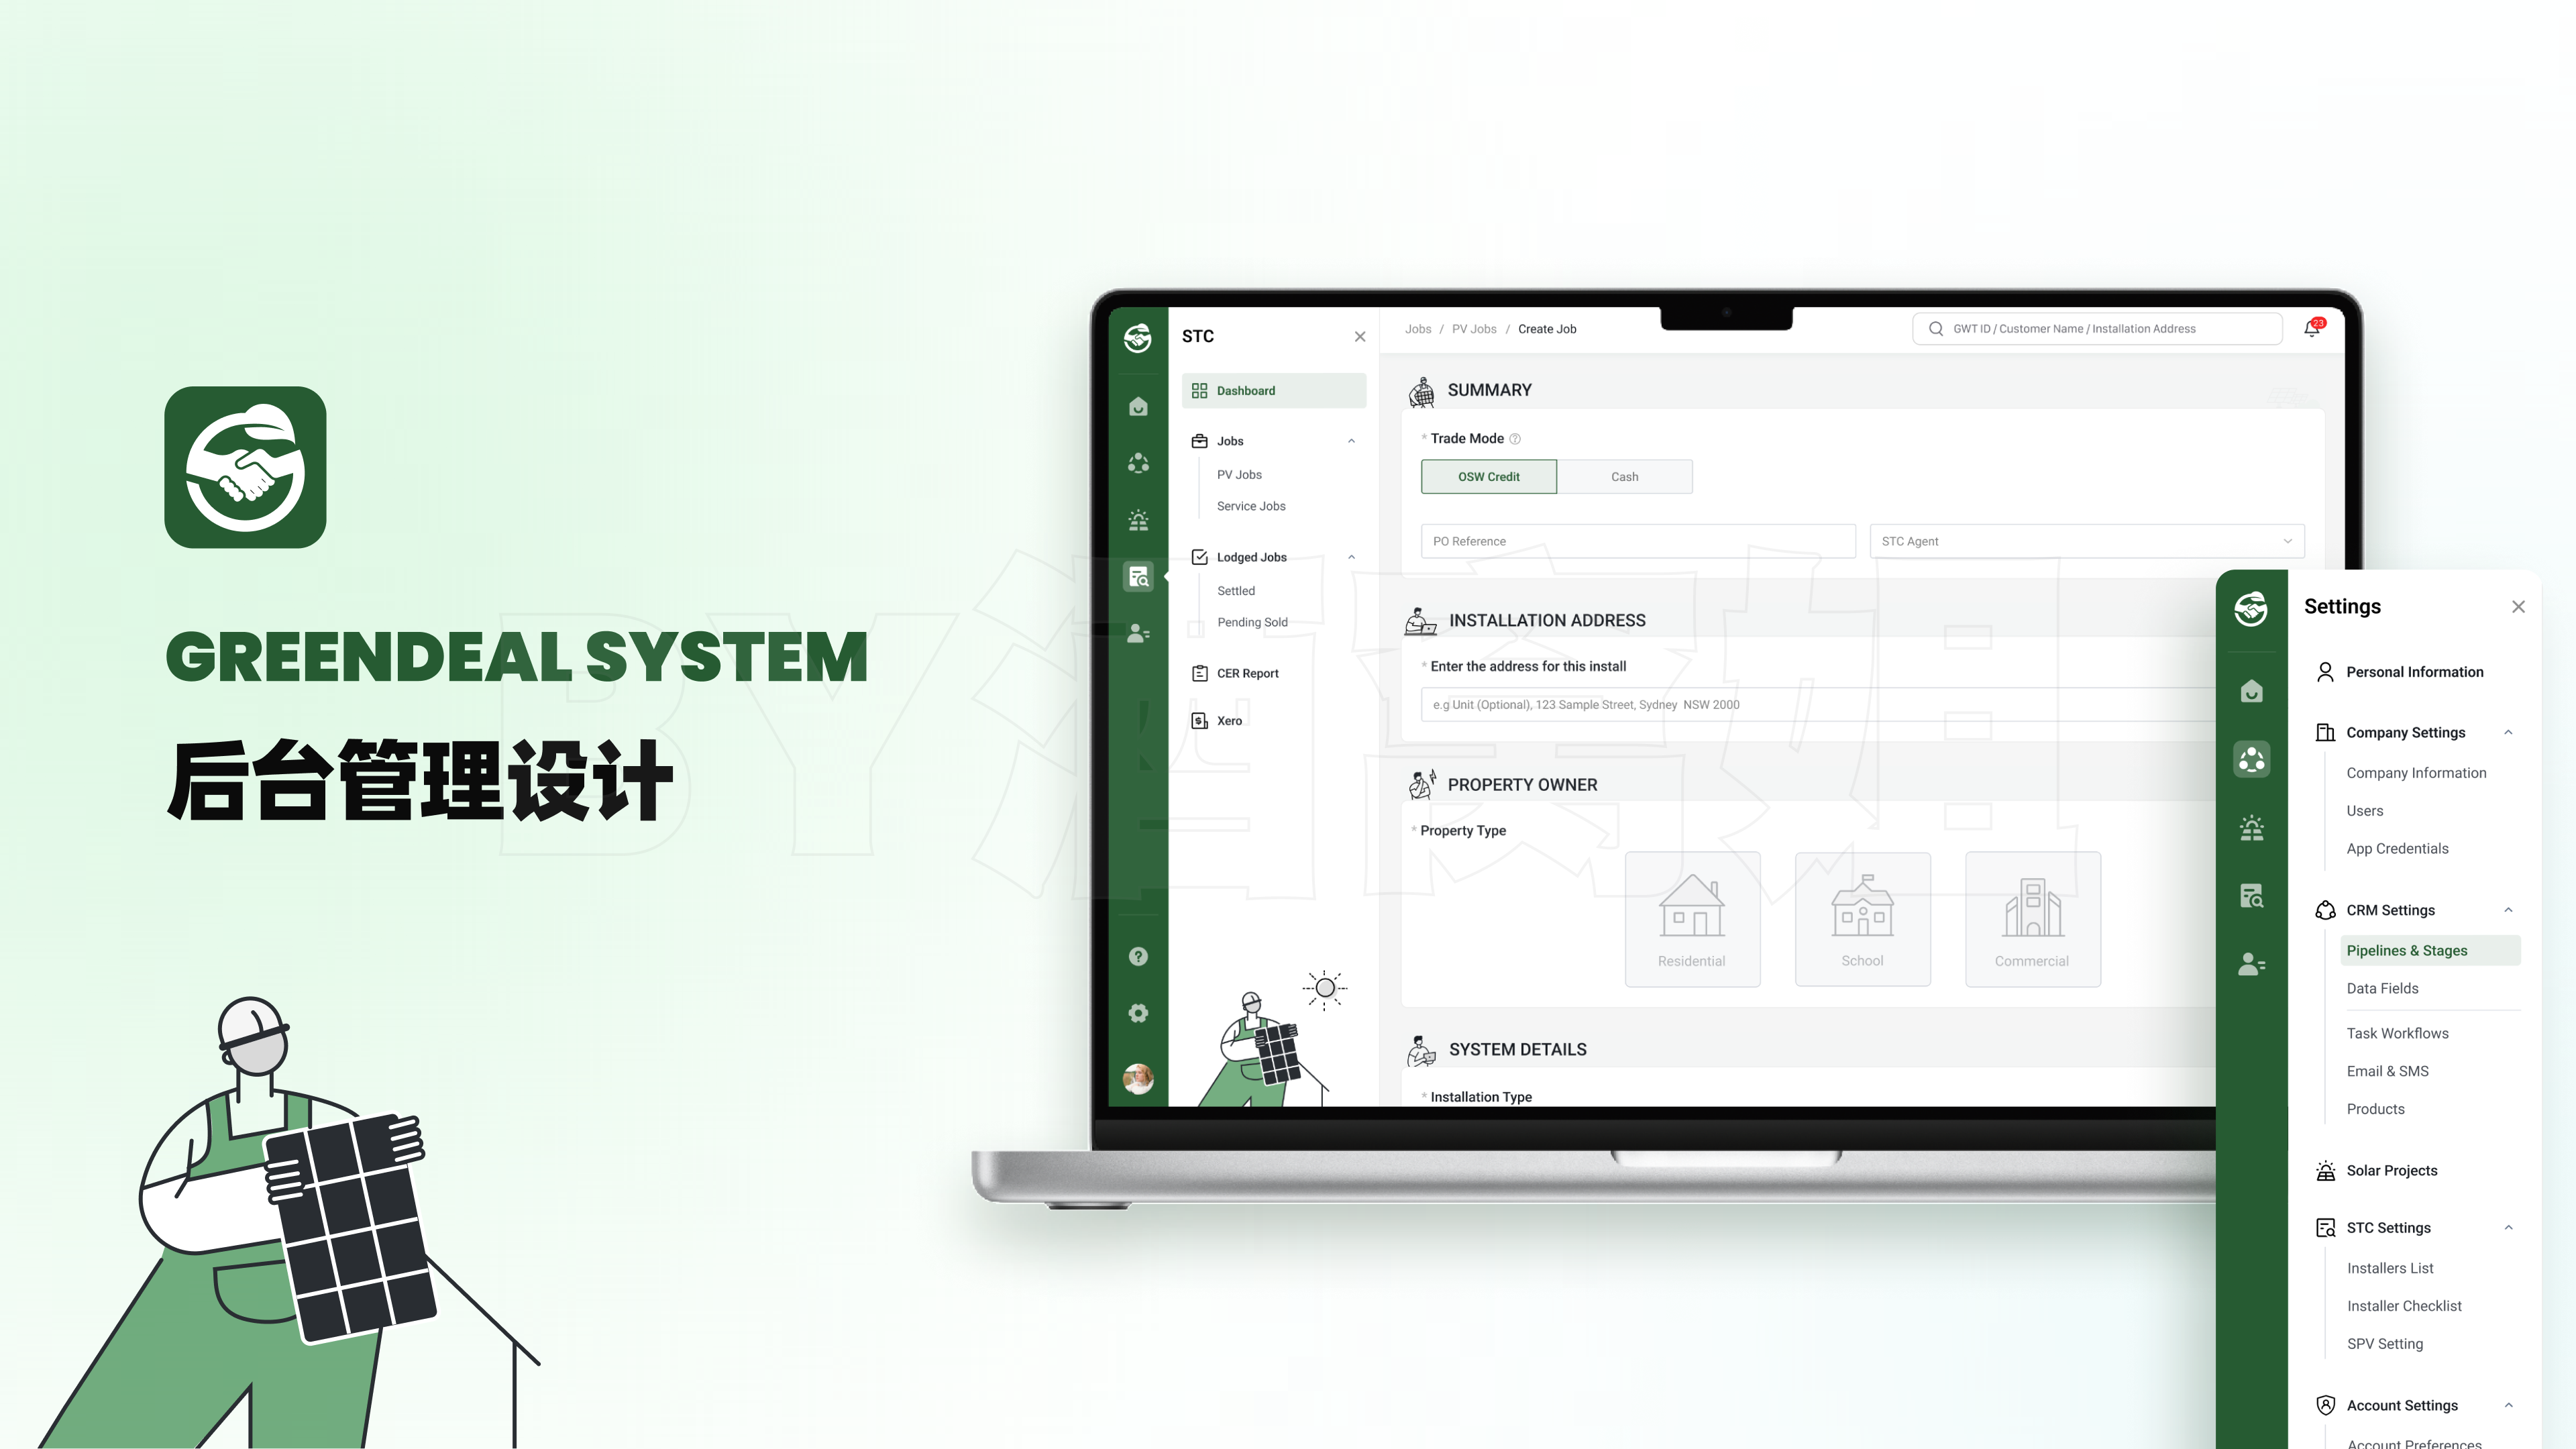 GREENDEAL SYSTEM
后台管理设计
STC
Dashboard
Jobs
PV Jobs
Service Jobs
Lodged Jobs
Settled
Pending Sold
CER Report
Xero
Jobs / PV Jobs / Create Job
GWT ID / Customer Name / Installation Address
23
SUMMARY
* Trade Mode
OSW Credit
Cash
PO Reference
STC Agent
INSTALLATION ADDRESS
* Enter the address for this install
e.g Unit (Optional), 123 Sample Street, Sydney NSW 2000
PROPERTY OWNER
* Property Type
Residential
School
Commercial
SYSTEM DETAILS
* Installation Type
Settings
Personal Information
Company Settings
Company Information
Users
App Credentials
CRM Settings
Pipelines & Stages
Data Fields
Task Workflows
Email & SMS
Products
Solar Projects
STC Settings
Installers List
Installer Checklist
SPV Setting
Account Settings
Account Preferences
BY